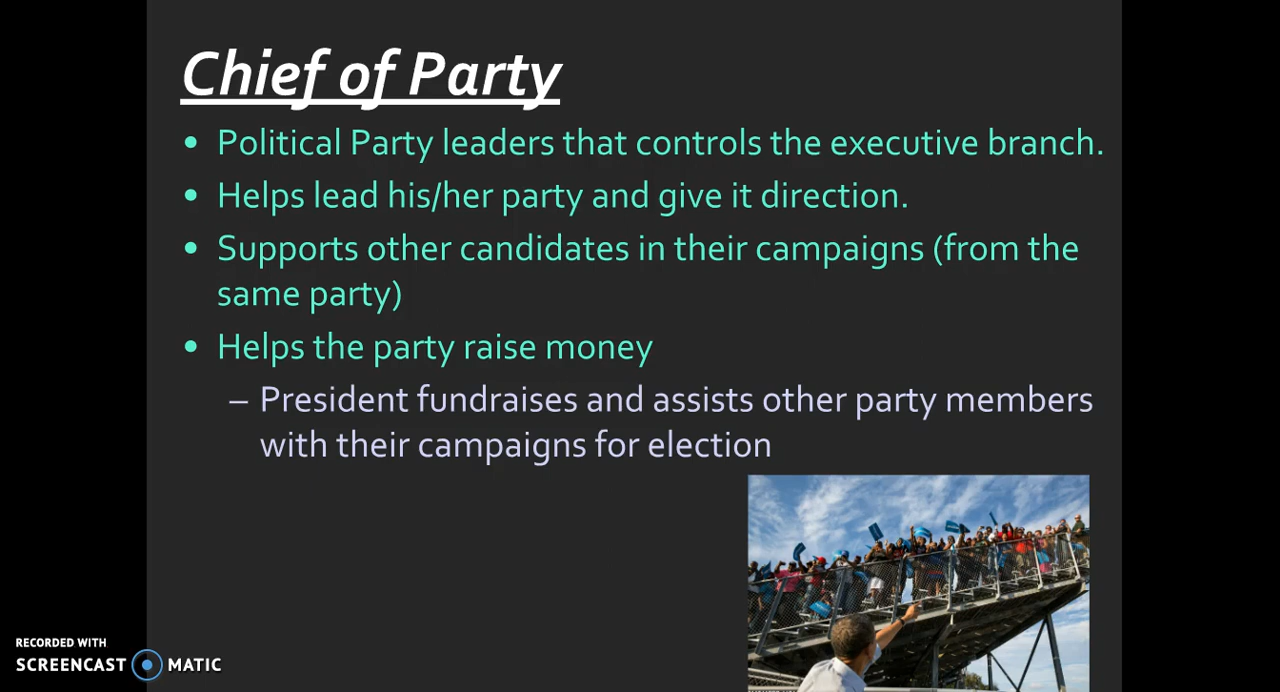 Chief of Party
• Political Party leaders that controls the executive branch.
• Helps lead his/her party and give it direction.
• Supports other candidates in their campaigns (from the
same party)
• Helps the party raise money
– President fundraises and assists other party members
with their campaigns for election
RECORDED WITH
SCREENCAST MATIC